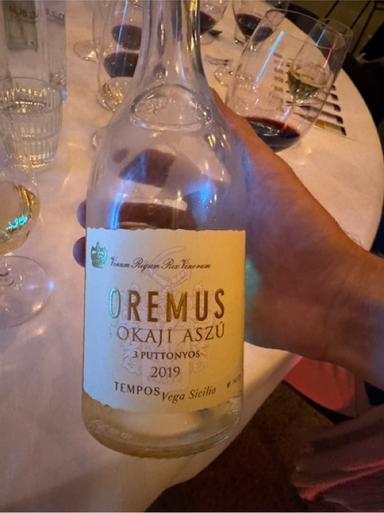 Vinum Regum Rex Vinorum
OREMUS
TOKAJI ASZÚ
3 PUTTONYOS
2019
TEMPOS Vega Sicilia